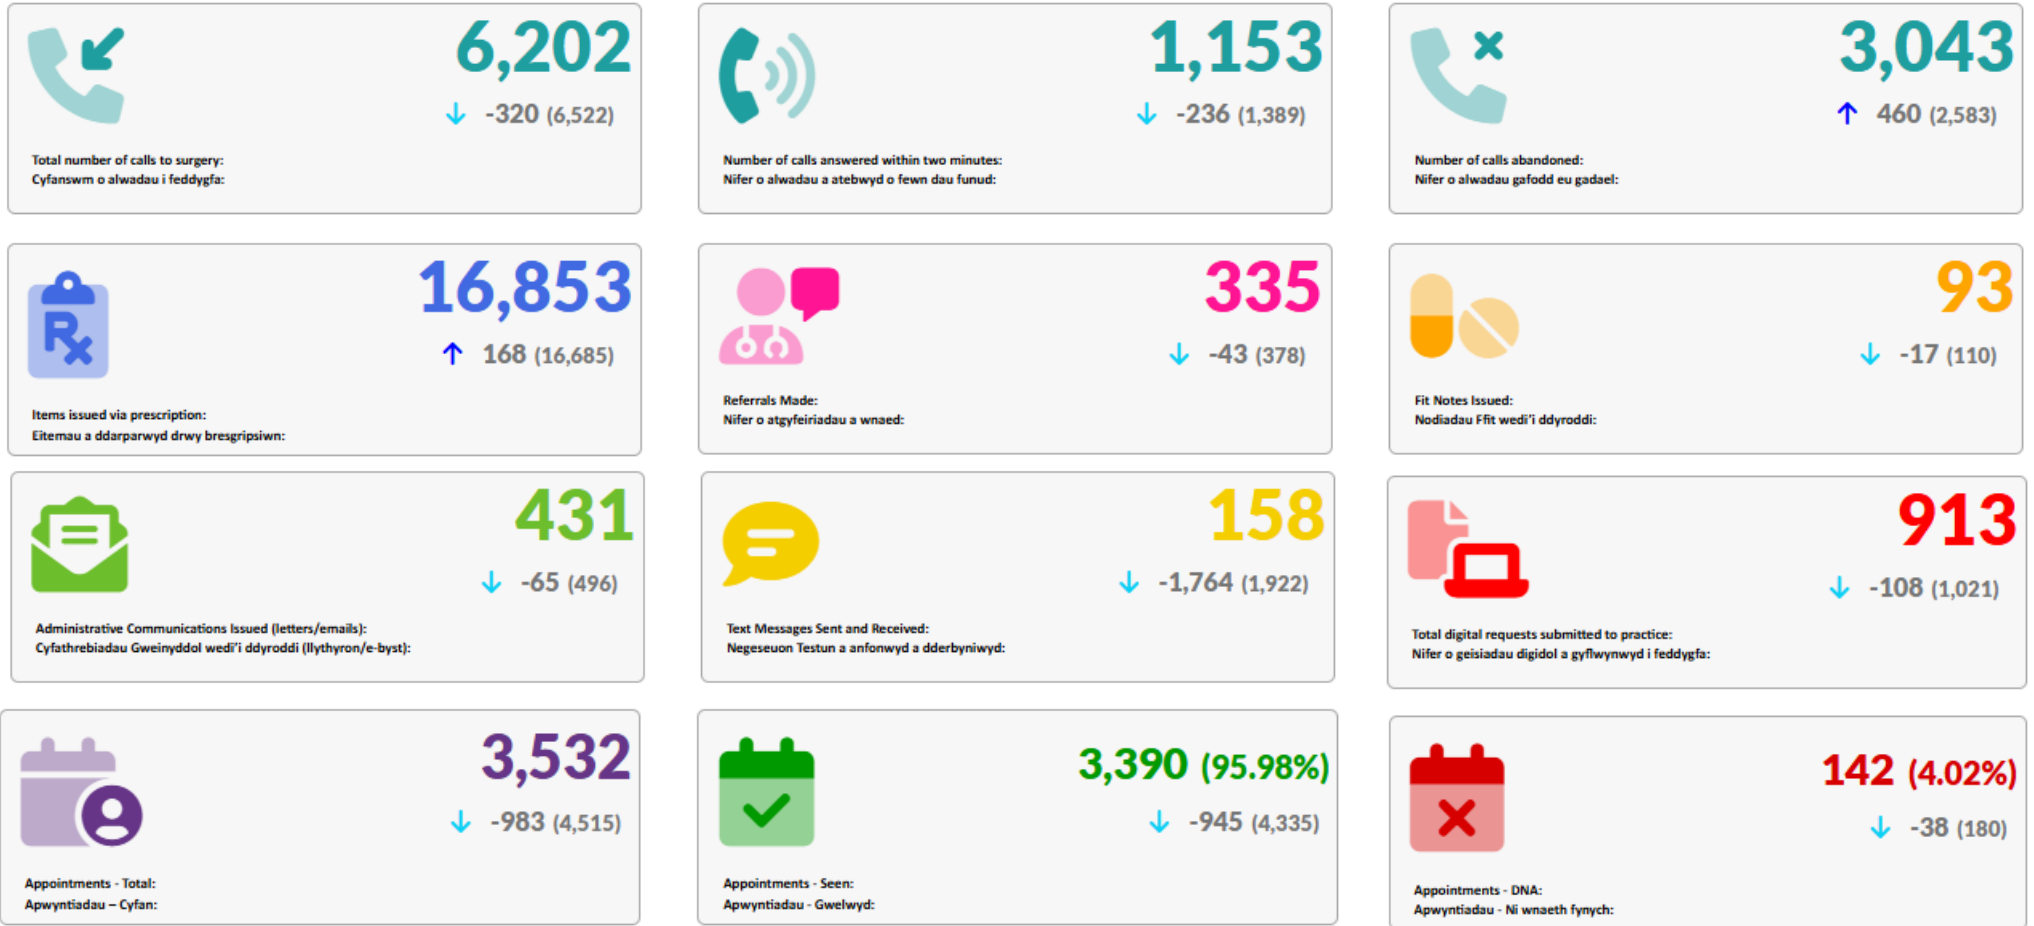 6,202
↓ -320 (6,522)
Total number of calls to surgery:
Cyfanswm o alwadau i feddygfa:
1,153
↓ -236 (1,389)
Number of calls answered within two minutes:
Nifer o alwadau a atebwyd o fewn dau funud:
3,043
↑ 460 (2,583)
Number of calls abandoned:
Nifer o alwadau gafodd eu gadael:
Rx
16,853
↑ 168 (16,685)
Items issued via prescription:
Eitemau a ddarparwyd drwy bresgripsiwn:
335
↓ -43 (378)
Referrals Made:
Nifer o atgyfeiriadau a wnaed:
93
↓ -17 (110)
Fit Notes Issued:
Nodiadau Ffit wedi'i ddyroddi:
431
↓ -65 (496)
Administrative Communications Issued (letters/emails):
Cyfathrebiadau Gweinyddol wedi'i ddyroddi (llythyron/e-byst):
158
↓ -1,764 (1,922)
Text Messages Sent and Received:
Negeseuon Testun a anfonwyd a dderbyniwyd:
913
↓ -108 (1,021)
Total digital requests submitted to practice:
Nifer o geisiadau digidol a gyflwynwyd i feddygfa:
3,532
↓ -983 (4,515)
Appointments - Total:
Apwyntiadau – Cyfan:
3,390 (95.98%)
↓ -945 (4,335)
Appointments - Seen:
Apwyntiadau - Gwelwyd:
142 (4.02%)
↓ -38 (180)
Appointments - DNA:
Apwyntiadau - Ni wnaeth fynych: